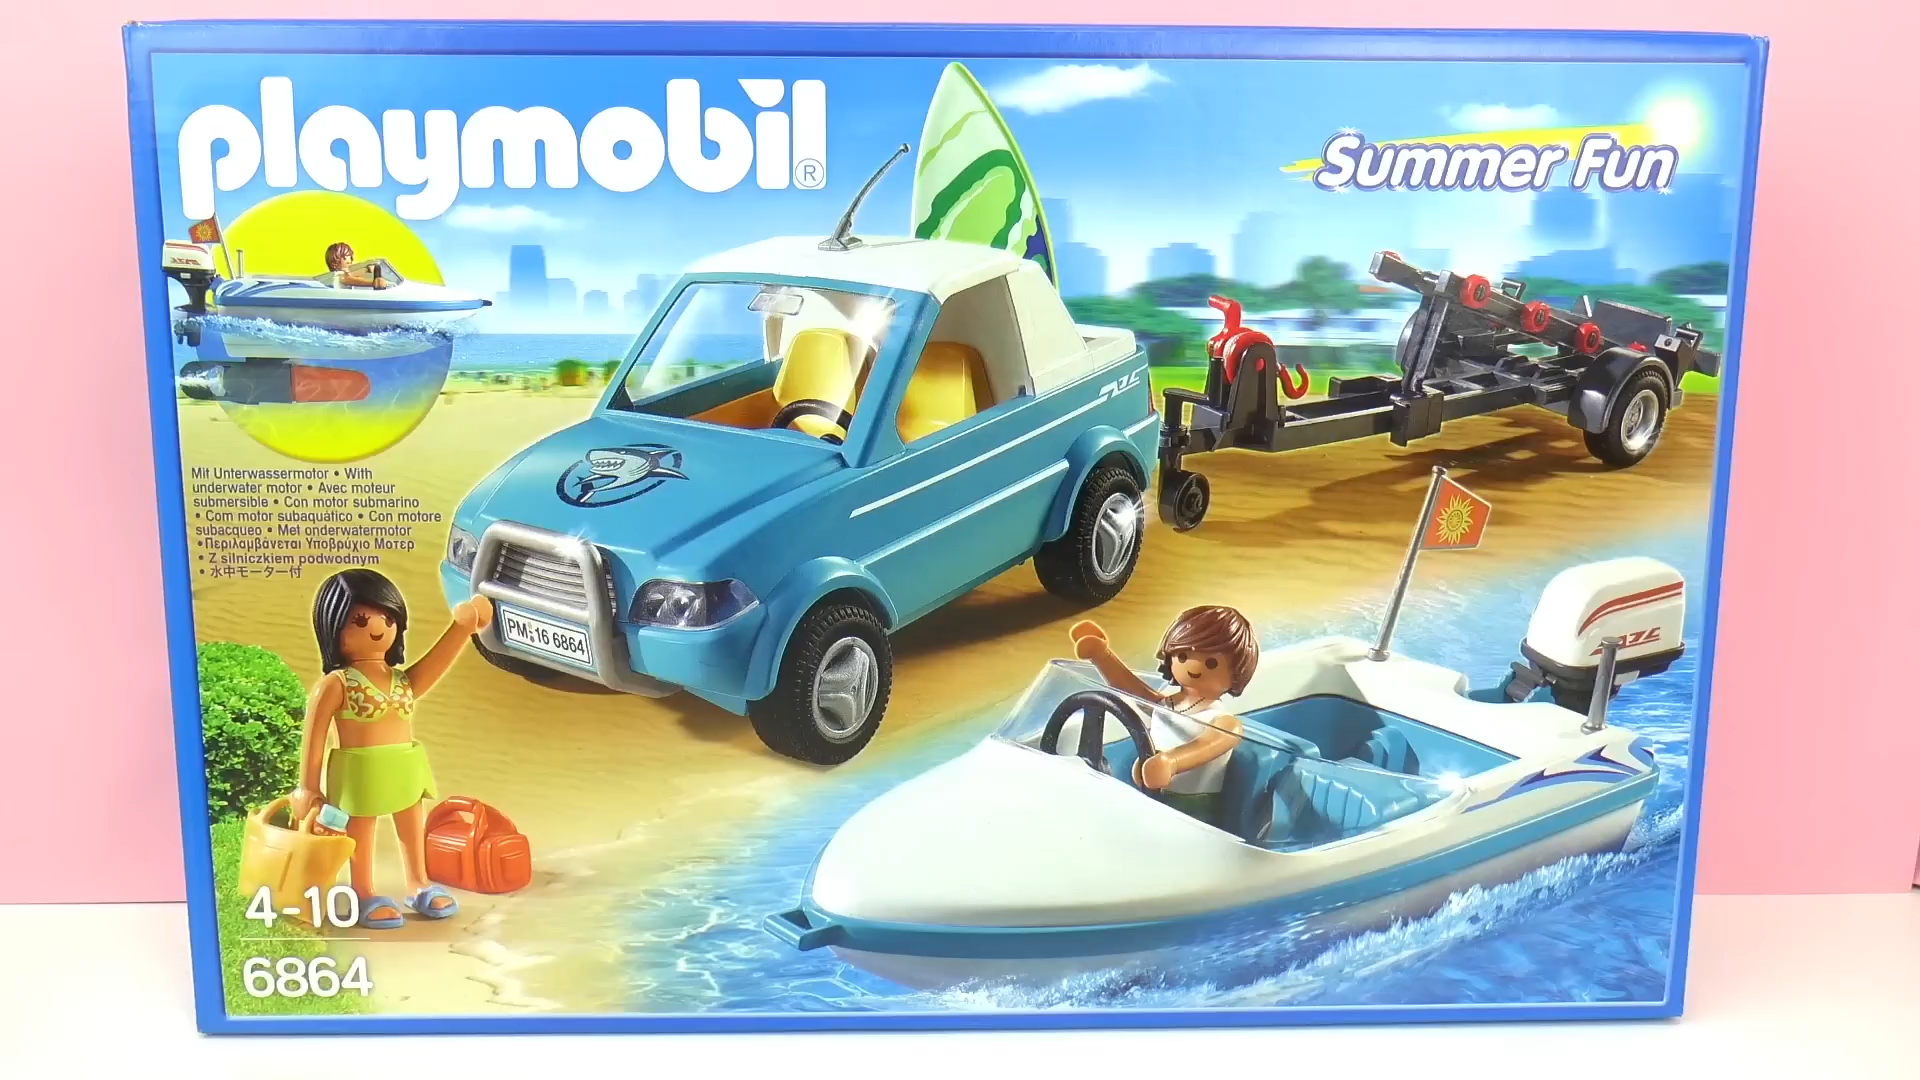 playmobil®
Summer Fun
Mit Unterwassermotor • With
underwater motor • Avec moteur
submersible • Con motor submarino
• Com motor subaquático • Con motore
subacqueo • Met onderwatermotor
• Περιλαμβάνεται Υποβρύχιο Μοτερ
• Z silniczkiem podwodnym
• 水中モーター付
PM 16 6864
4-10
6864